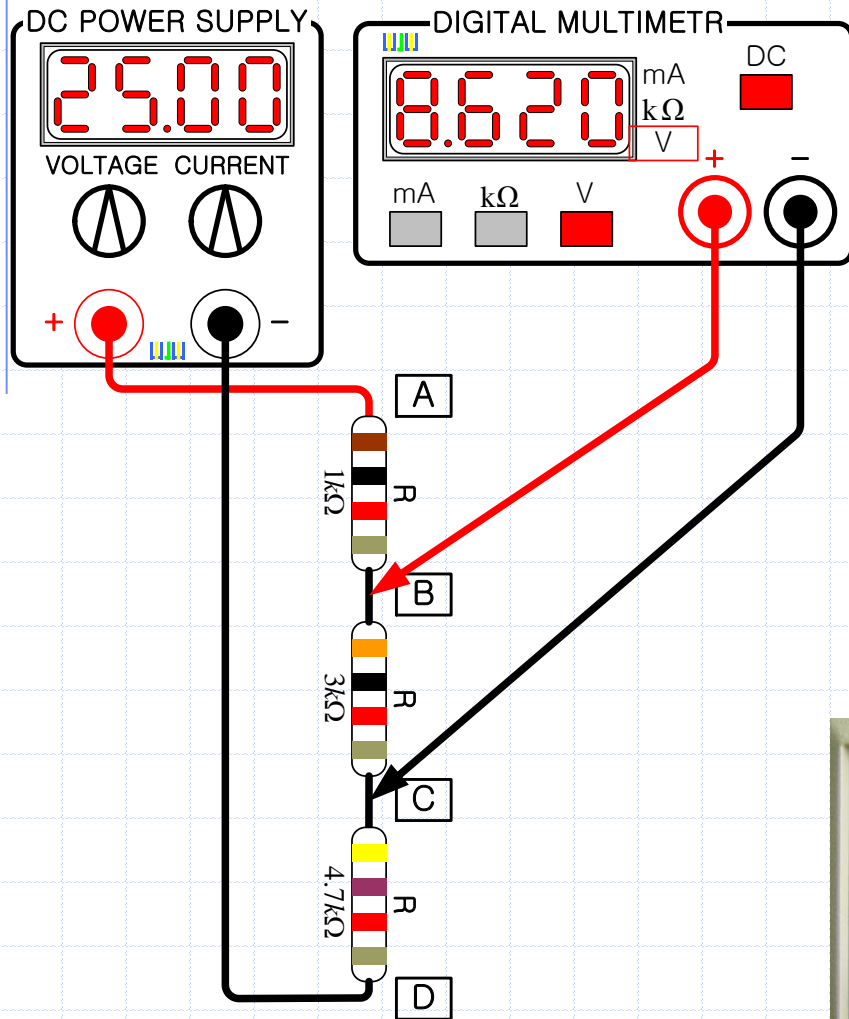 DC POWER SUPPLY
25.00
VOLTAGE CURRENT
+ −
DIGITAL MULTIMETR
8.620
mA
kΩ
V
DC
mA kΩ V
+ −
A
1kΩ
R
B
3kΩ
R
C
4.7kΩ
R
D